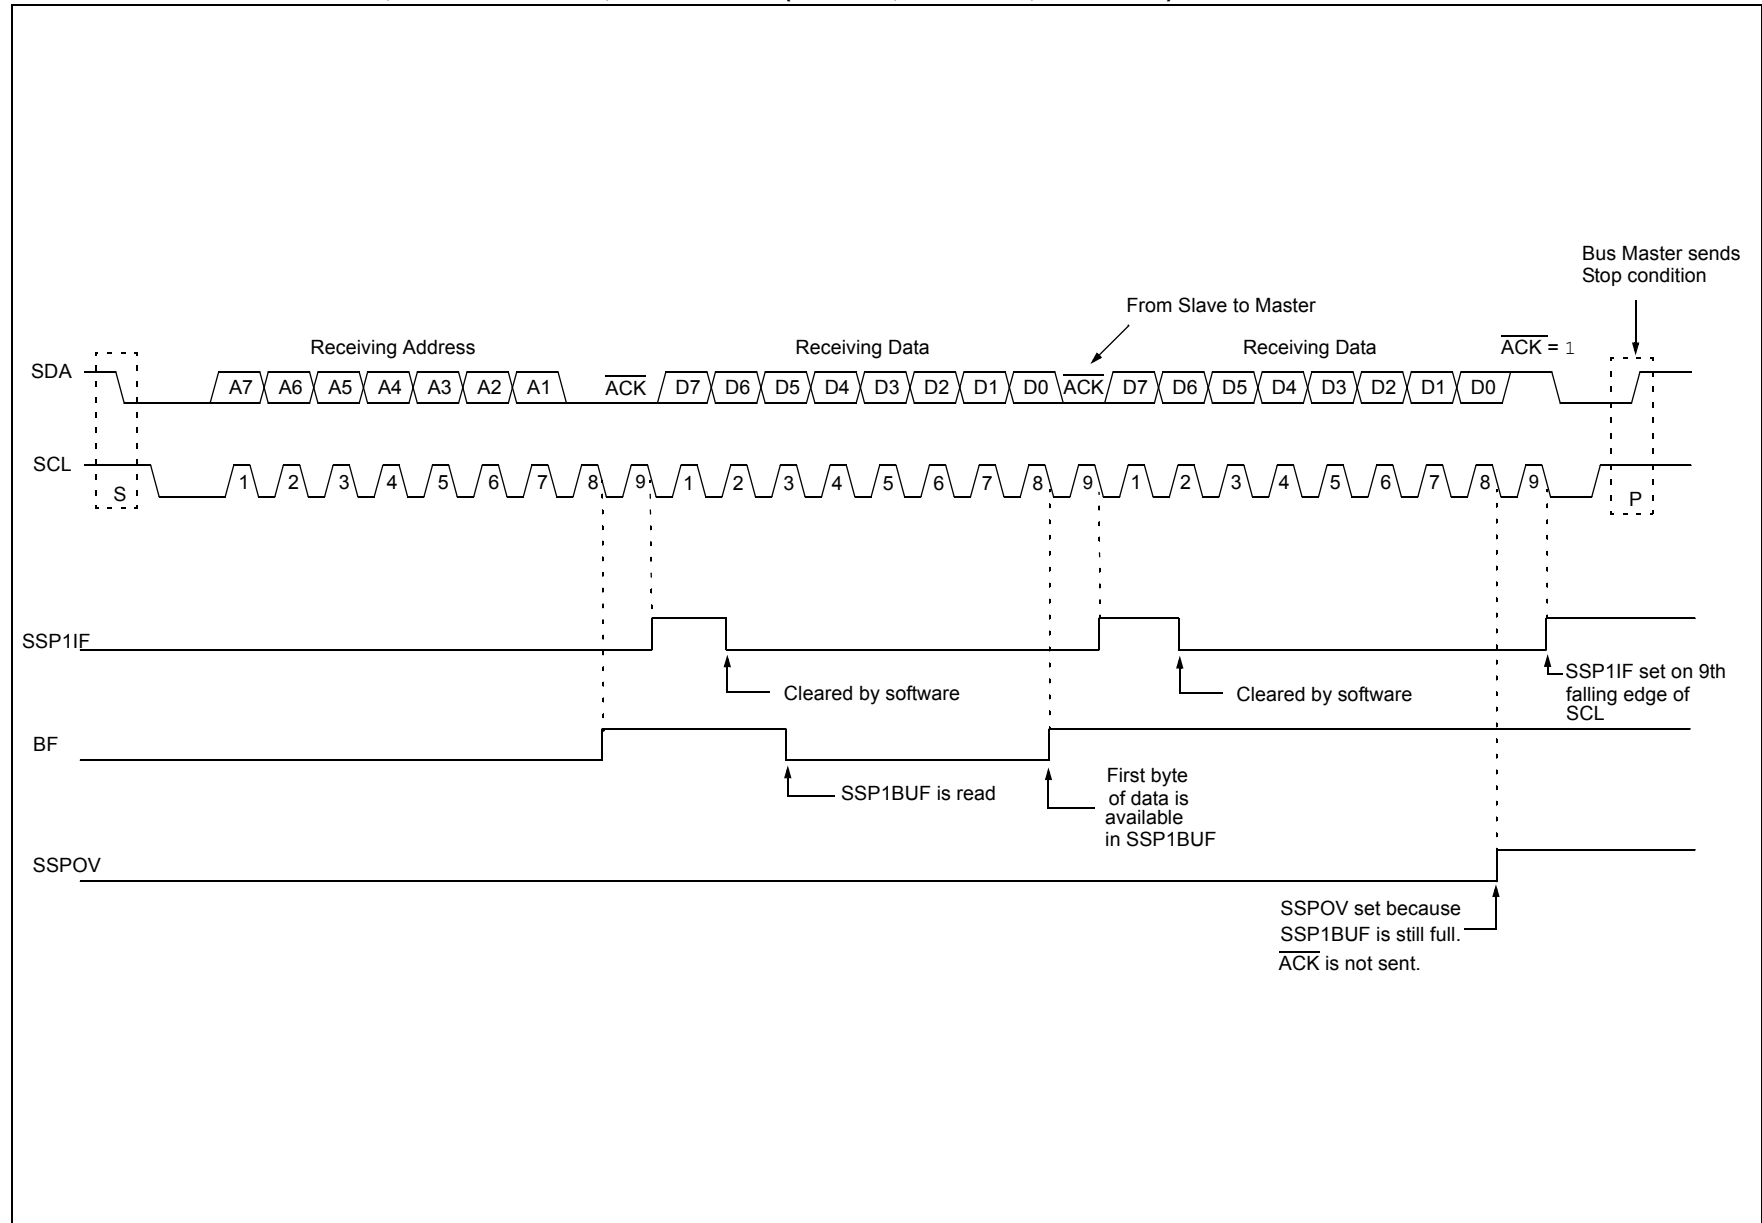 Bus Master sends
Stop condition
From Slave to Master
Receiving Address
Receiving Data
Receiving Data
ACK = 1
SDA
A7 A6 A5 A4 A3 A2 A1 ACK D7 D6 D5 D4 D3 D2 D1 D0 ACK D7 D6 D5 D4 D3 D2 D1 D0
SCL
S
1 2 3 4 5 6 7 8 9 1 2 3 4 5 6 7 8 9 1 2 3 4 5 6 7 8 9
P
SSP1IF
Cleared by software
Cleared by software
SSP1IF set on 9th
falling edge of
SCL
BF
SSP1BUF is read
First byte
of data is
available
in SSP1BUF
SSPOV
SSPOV set because
SSP1BUF is still full.
ACK is not sent.